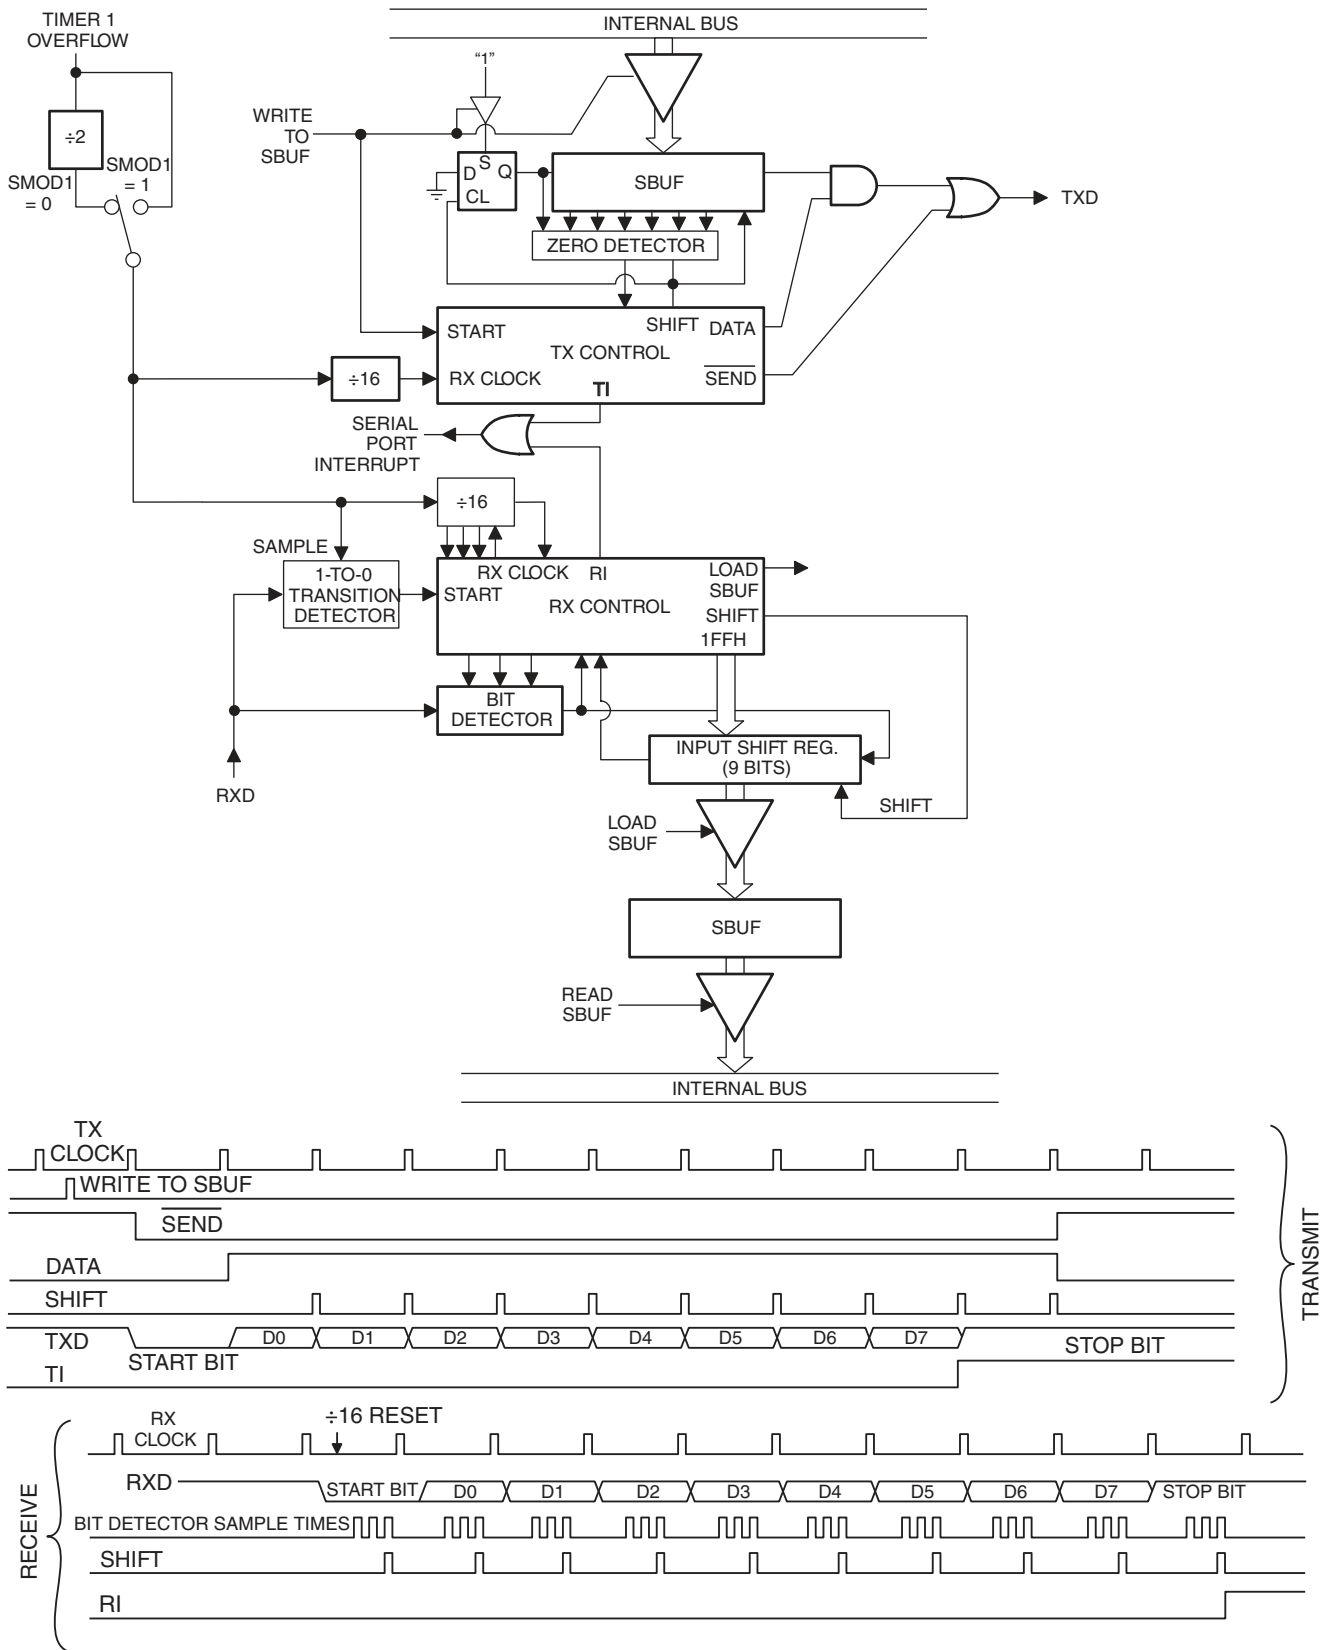 TIMER 1
OVERFLOW
INTERNAL BUS
“1”
WRITE
TO
SBUF
÷2
SMOD1
= 0
SMOD1
= 1
D
S
Q
CL
SBUF
TXD
ZERO DETECTOR
START
SHIFT
DATA
TX CONTROL
÷16
RX CLOCK
TI
SEND
SERIAL
PORT
INTERRUPT
÷16
SAMPLE
1-TO-0
TRANSITION
DETECTOR
RX CLOCK
RI
START
RX CONTROL
LOAD
SBUF
SHIFT
1FFH
BIT
DETECTOR
RXD
INPUT SHIFT REG.
(9 BITS)
SHIFT
LOAD
SBUF
SBUF
READ
SBUF
INTERNAL BUS
TX
CLOCK
WRITE TO SBUF
SEND
DATA
SHIFT
TXD
START BIT
D0 D1 D2 D3 D4 D5 D6 D7
STOP BIT
TI
TRANSMIT
RX
CLOCK
÷16 RESET
RXD
START BIT
D0 D1 D2 D3 D4 D5 D6 D7
STOP BIT
BIT DETECTOR SAMPLE TIMES
SHIFT
RI
RECEIVE